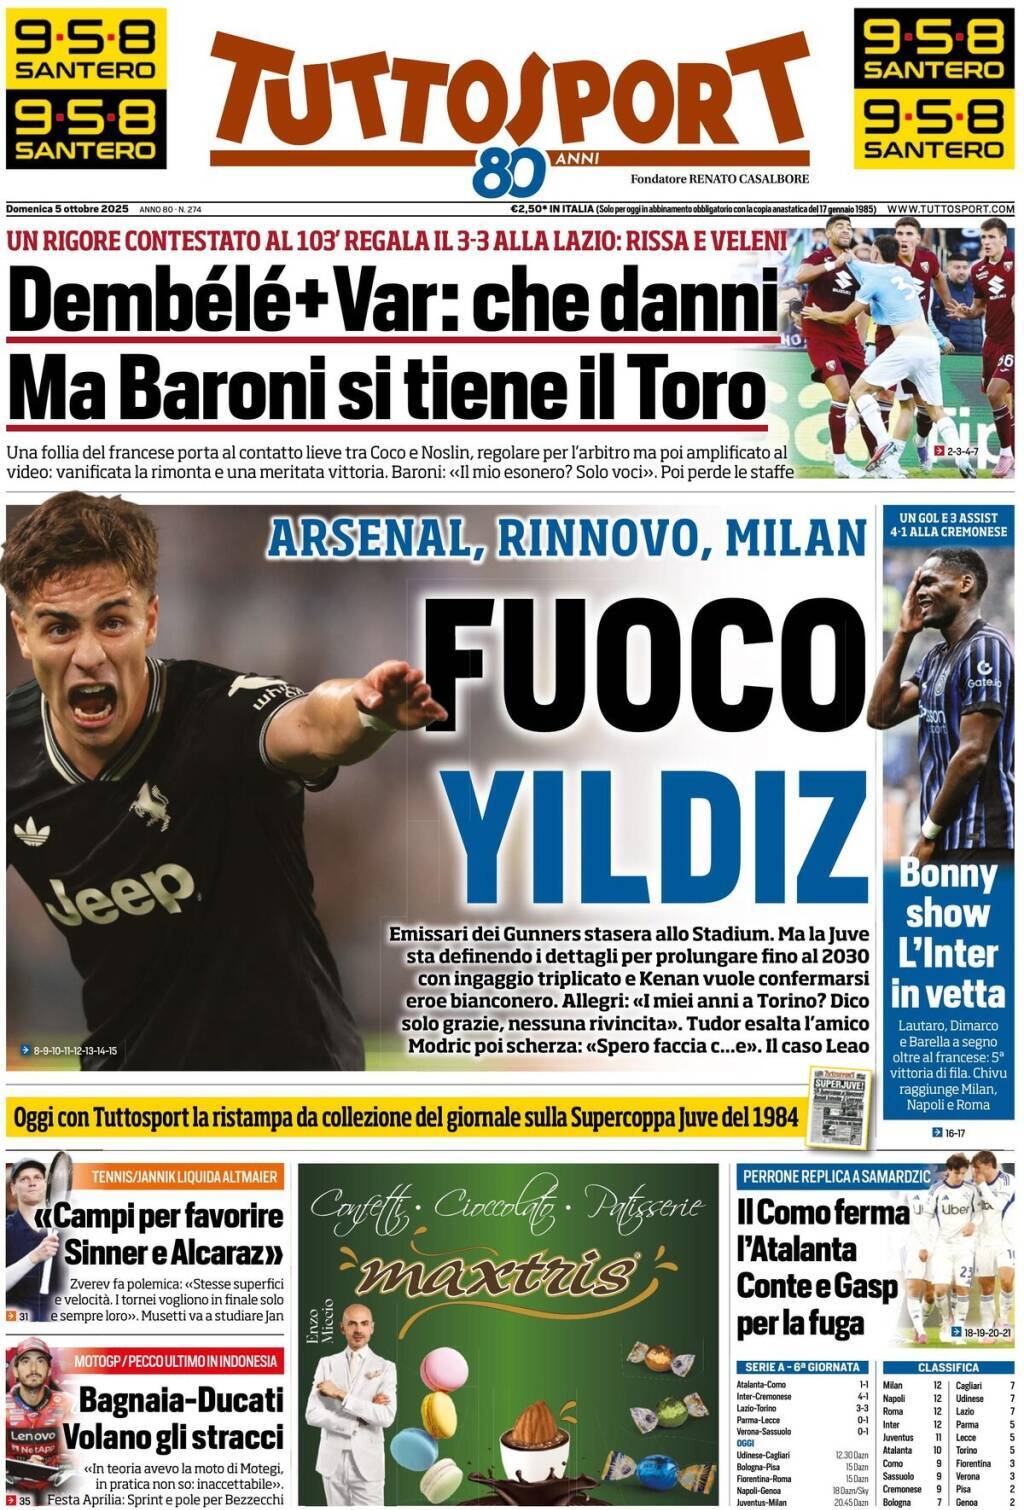 9·5·8
SANTERO
9·5·8
SANTERO
TUTTOSPORT
80 ANNI
Fondatore RENATO CASALBORE
9·5·8
SANTERO
9·5·8
SANTERO
Domenica 5 ottobre 2025 ANNO 80 - N. 274
€2,50* IN ITALIA (Solo per oggi in abbinamento obbligatorio con la copia anastatica del 17 gennaio 1985) WWW.TUTTOSPORT.COM
UN RIGORE CONTESTATO AL 103’ REGALA IL 3-3 ALLA LAZIO: RISSA E VELENI
Dembélé+Var: che danni
Ma Baroni si tiene il Toro
Una follia del francese porta al contatto lieve tra Coco e Noslin, regolare per l’arbitro ma poi amplificato al
video: vanificata la rimonta e una meritata vittoria. Baroni: «Il mio esonero? Solo voci». Poi perde le staffe
2-3-4-7
ARSENAL, RINNOVO, MILAN
FUOCO
YILDIZ
Jeep
Emissari dei Gunners stasera allo Stadium. Ma la Juve
sta definendo i dettagli per prolungare fino al 2030
con ingaggio triplicato e Kenan vuole confermarsi
eroe bianconero. Allegri: «I miei anni a Torino? Dico
solo grazie, nessuna rivincita». Tudor esalta l’amico
Modric poi scherza: «Spero faccia c...e». Il caso Leao
8-9-10-11-12-13-14-15
UN GOL E 3 ASSIST
4-1 ALLA CREMONESE
Gate.io
Bonny
show
L’Inter
in vetta
Lautaro, Dimarco
e Barella a segno
oltre al francese: 5ª
vittoria di fila. Chivu
raggiunge Milan,
Napoli e Roma
16-17
Oggi con Tuttosport la ristampa da collezione del giornale sulla Supercoppa Juve del 1984
SUPER JUVE!
TENNIS/JANNIK LIQUIDA ALTMAIER
«Campi per favorire
Sinner e Alcaraz»
Zverev fa polemica: «Stesse superfici
e velocità. I tornei vogliono in finale solo
e sempre loro». Musetti va a studiare Jan
31
MOTOGP/PECCO ULTIMO IN INDONESIA
Bagnaia-Ducati
Volano gli stracci
Lenovo
NetApp
«In teoria avevo la moto di Motegi,
in pratica non so: inaccettabile».
Festa Aprilia: Sprint e pole per Bezzecchi
35
Confetti · Cioccolato · Patisserie
maxtris
Enzo
Miccio
PERRONE REPLICA A SAMARDZIC
Il Como ferma
l’Atalanta
Conte e Gasp
per la fuga
Uber
23
18-19-20-21
SERIE A - 6ª GIORNATA
Atalanta-Como 1-1
Inter-Cremonese 4-1
Lazio-Torino 3-3
Parma-Lecce 0-1
Verona-Sassuolo 0-1
OGGI
Udinese-Cagliari 12.30 Dazn
Bologna-Pisa 15 Dazn
Fiorentina-Roma 15 Dazn
Napoli-Genoa 18 Dazn/Sky
Juventus-Milan 20.45 Dazn
CLASSIFICA
Milan 12 Cagliari 7
Napoli 12 Udinese 7
Roma 12 Lazio 7
Inter 12 Parma 5
Juventus 11 Lecce 5
Atalanta 10 Torino 5
Como 9 Fiorentina 3
Sassuolo 9 Verona 3
Cremonese 9 Pisa 2
Bologna 9 Genoa 2